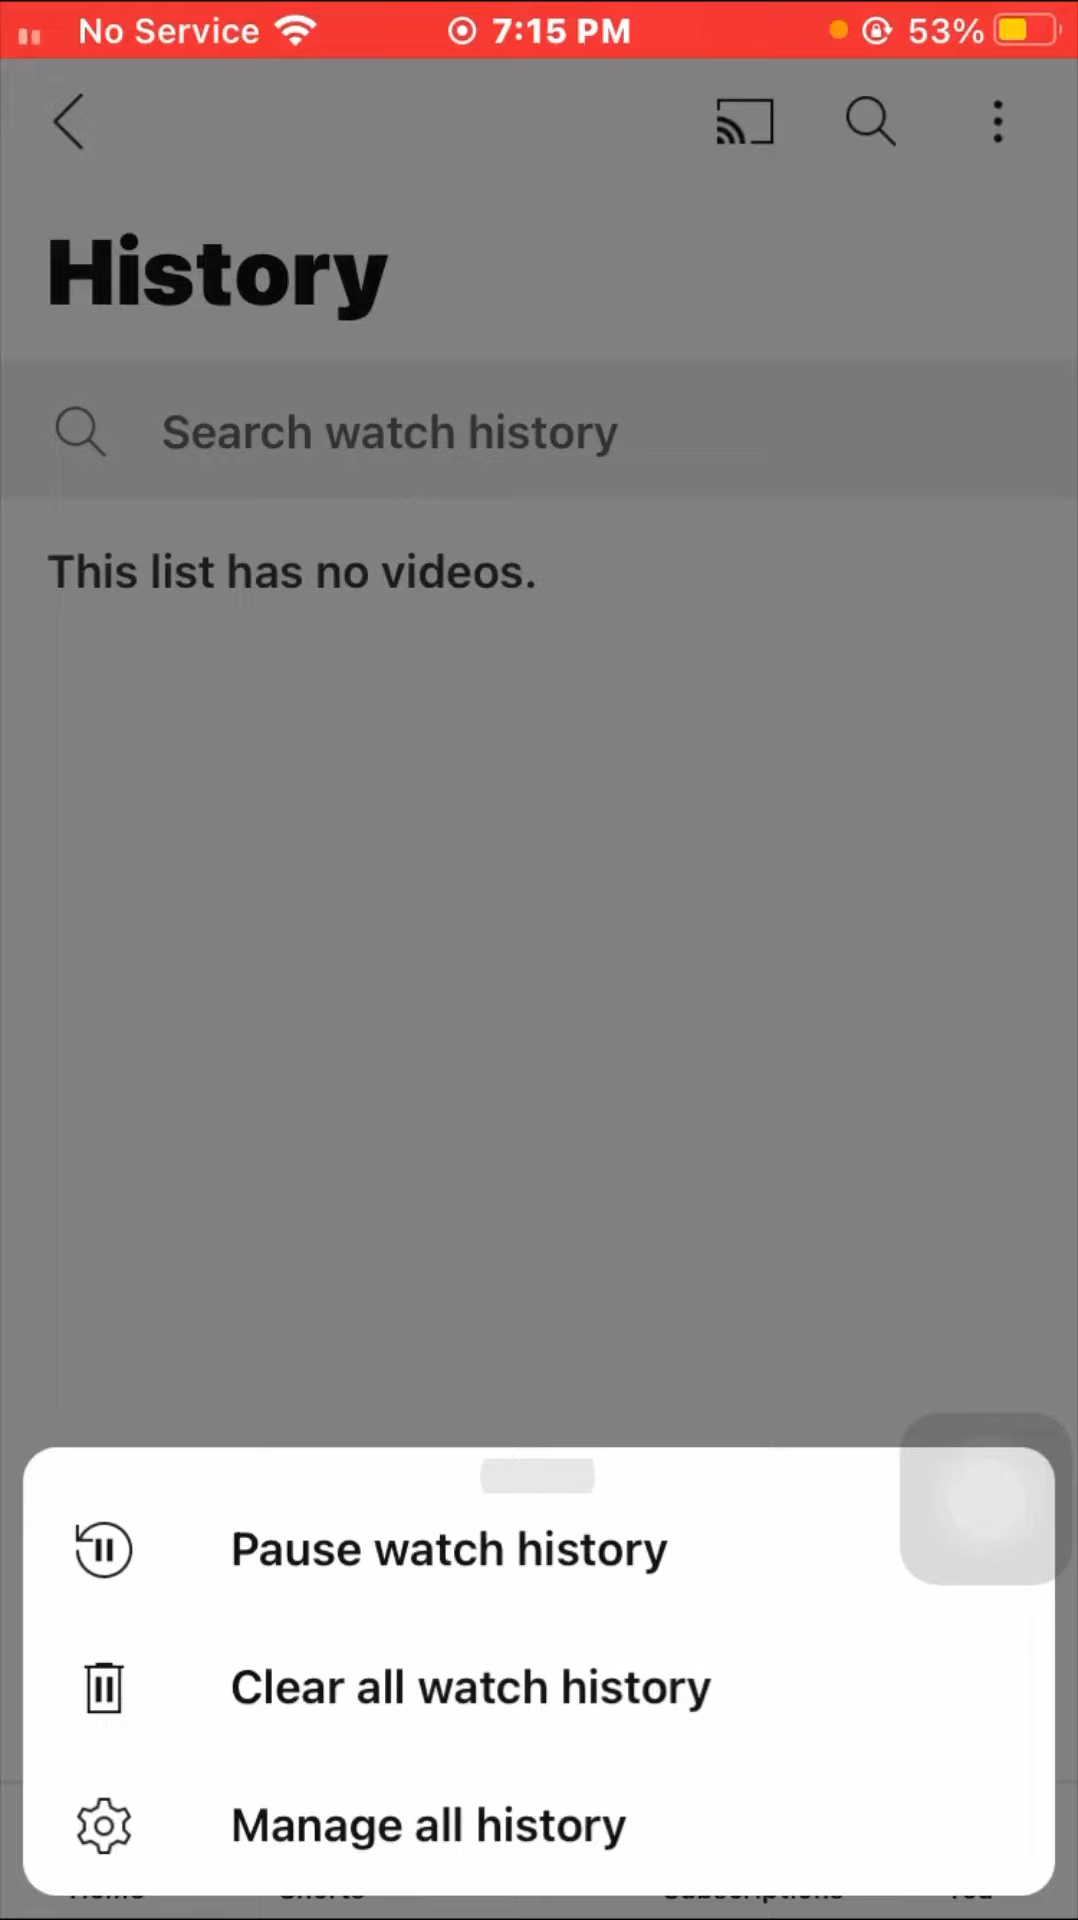 No Service 7:15 PM 53%
History
Search watch history
This list has no videos.
Pause watch history
Clear all watch history
Manage all history